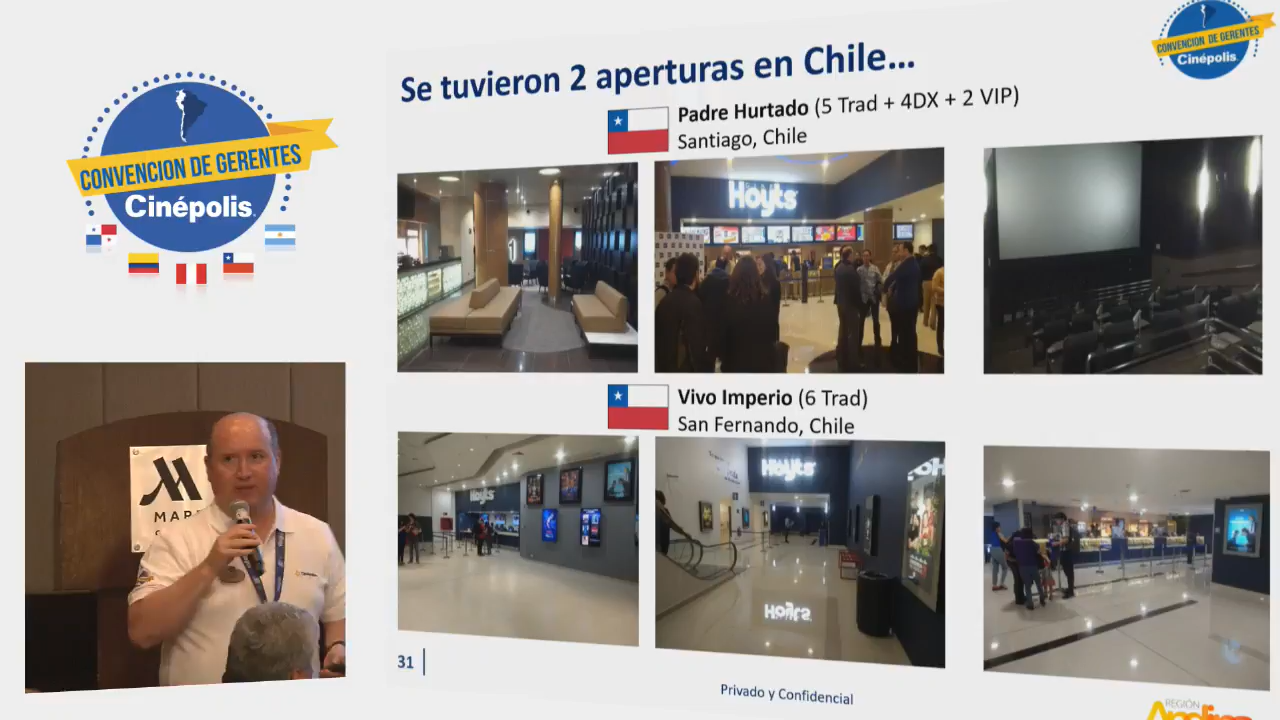 CONVENCION DE GERENTES
Cinépolis
Se tuvieron 2 aperturas en Chile...
CONVENCION DE GERENTES
Cinépolis
Padre Hurtado (5 Trad + 4DX + 2 VIP)
Santiago, Chile
Hoyts
Vivo Imperio (6 Trad)
San Fernando, Chile
Hoyts
Hoyts
31
Privado y Confidencial
REGIÓN